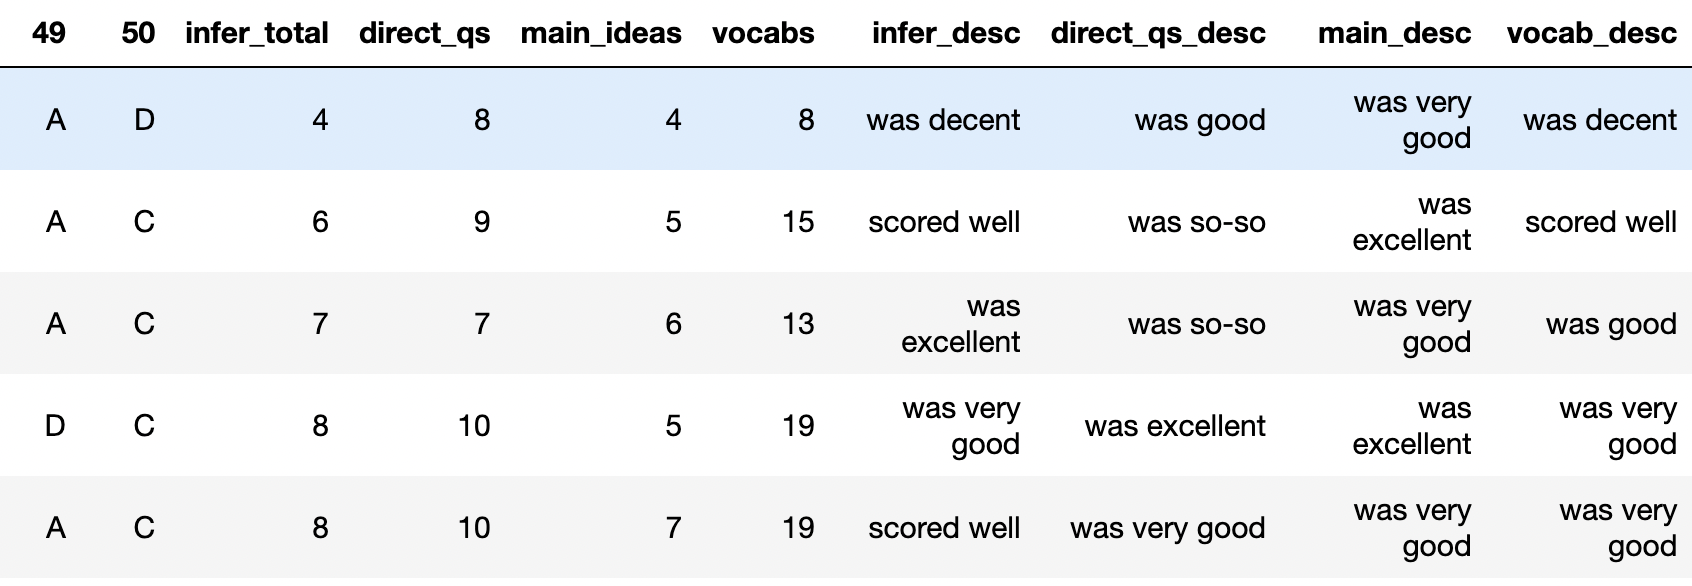 49 50 infer_total direct_qs main_ideas vocabs infer_desc direct_qs_desc main_desc vocab_desc
A D 4 8 4 8 was decent was good was very good was decent
A C 6 9 5 15 scored well was so-so was excellent scored well
A C 7 7 6 13 was excellent was so-so was very good was good
D C 8 10 5 19 was very good was excellent was excellent was very good
A C 8 10 7 19 scored well was very good was very good was very good